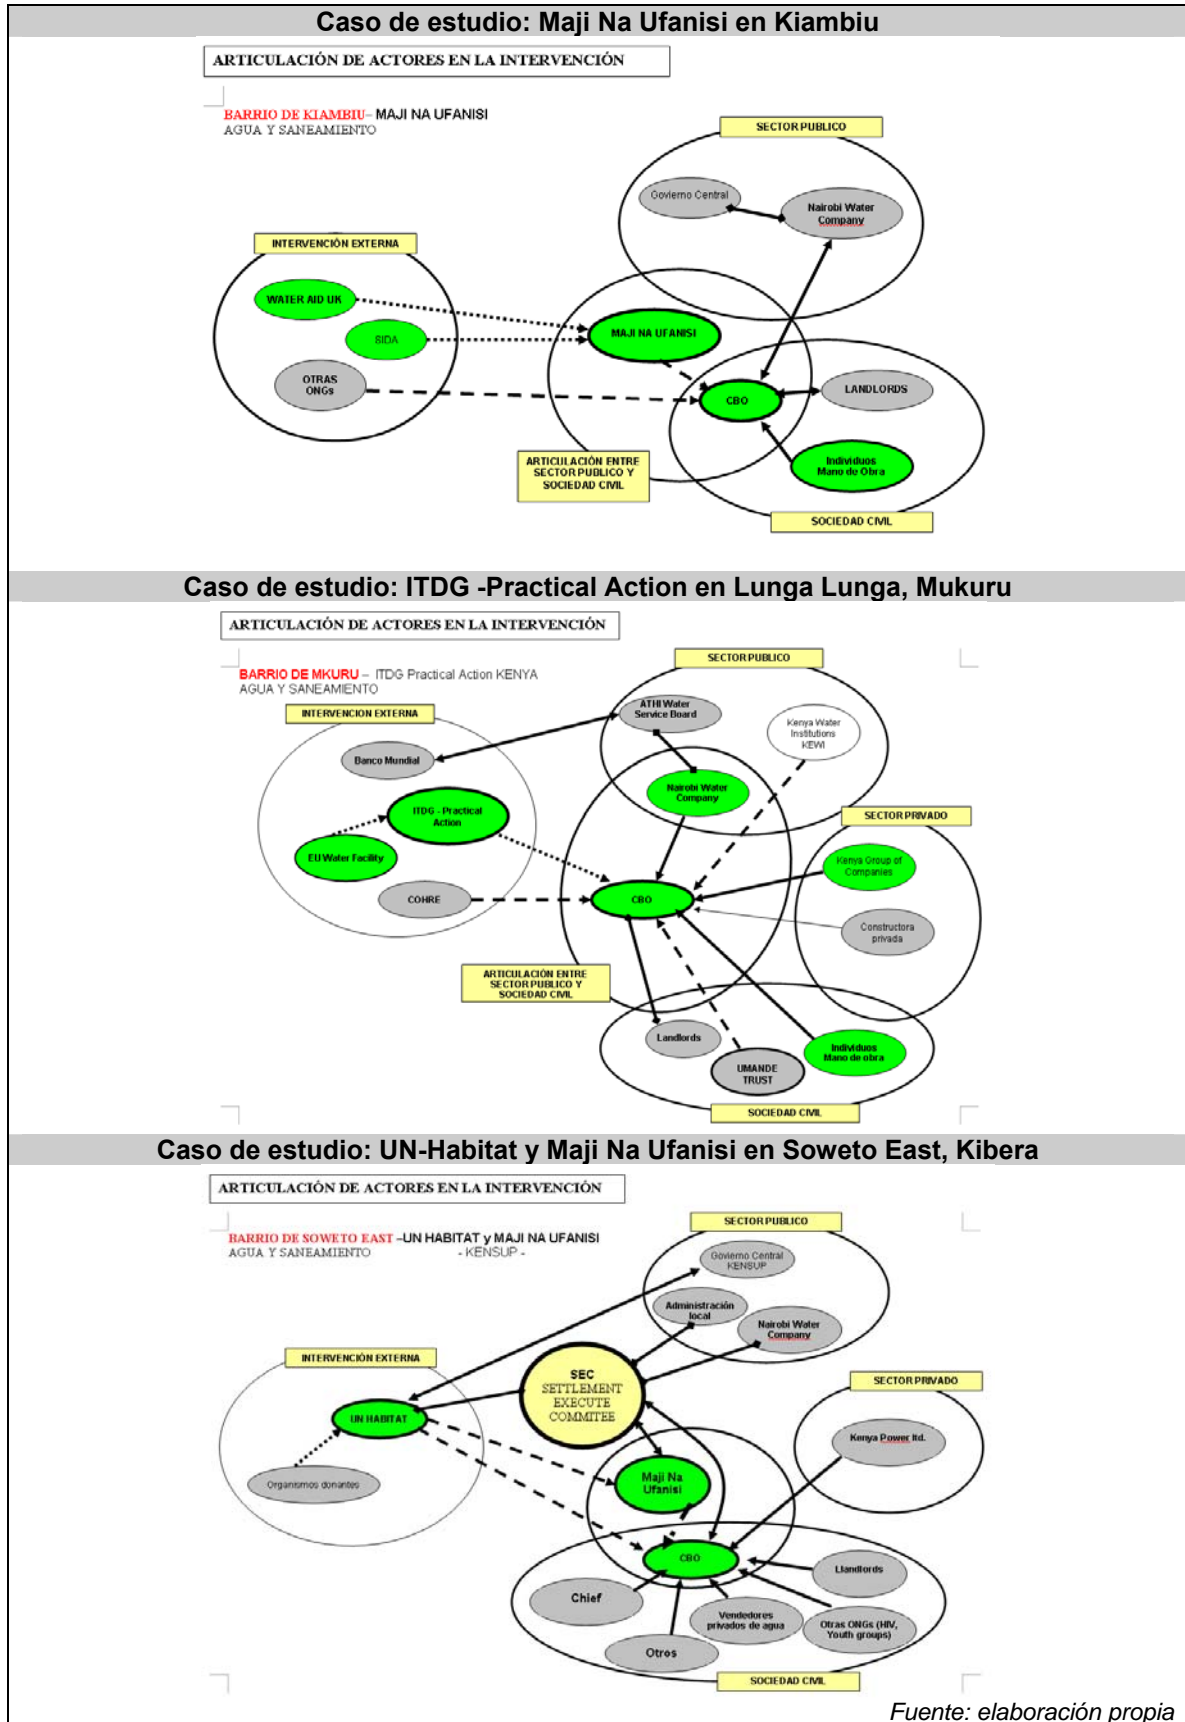 Caso de estudio: Maji Na Ufanisi en Kiambiu
ARTICULACIÓN DE ACTORES EN LA INTERVENCIÓN
BARRIO DE KIAMBIU– MAJI NA UFANISI
AGUA Y SANEAMIENTO
SECTOR PUBLICO
Govierno Central
Nairobi Water
Company
INTERVENCIÓN EXTERNA
WATER AID UK
SIDA
OTRAS
ONGs
MAJI NA UFANISI
CBO
LANDLORDS
Individuos
Mano de Obra
ARTICULACIÓN ENTRE
SECTOR PUBLICO Y
SOCIEDAD CIVIL
SOCIEDAD CIVIL
Caso de estudio: ITDG -Practical Action en Lunga Lunga, Mukuru
ARTICULACIÓN DE ACTORES EN LA INTERVENCIÓN
BARRIO DE MKURU – ITDG Practical Action KENYA
AGUA Y SANEAMIENTO
SECTOR PUBLICO
INTERVENCION EXTERNA
ATHI Water
Service Board
Kenya Water
Institutions
KEWI
Banco Mundial
Nairobi Water
Company
ITDG - Practical
Action
SECTOR PRIVADO
EU Water Facility
Kenya Group of
Companies
COHRE
CBO
Constructora
privada
ARTICULACIÓN ENTRE
SECTOR PUBLICO Y
SOCIEDAD CIVIL
Landlords
Individuos
Mano de obra
UMANDE
TRUST
SOCIEDAD CIVIL
Caso de estudio: UN-Habitat y Maji Na Ufanisi en Soweto East, Kibera
ARTICULACIÓN DE ACTORES EN LA INTERVENCIÓN
BARRIO DE SOWETO EAST –UN HABITAT y MAJI NA UFANISI
AGUA Y SANEAMIENTO - KENSUP -
SECTOR PUBLICO
Govierno Central
KENSUP
Administración
local
Nairobi Water
Company
INTERVENCIÓN EXTERNA
SEC
SETTLEMENT
EXECUTE
COMMITEE
SECTOR PRIVADO
UN HABITAT
Kenya Power ltd.
Organismos donantes
Maji Na
Ufanisi
CBO
Llandlords
Chief
Vendedores
privados de agua
Otras ONGs (HIV,
Youth groups)
Otros
SOCIEDAD CIVIL
Fuente: elaboración propia